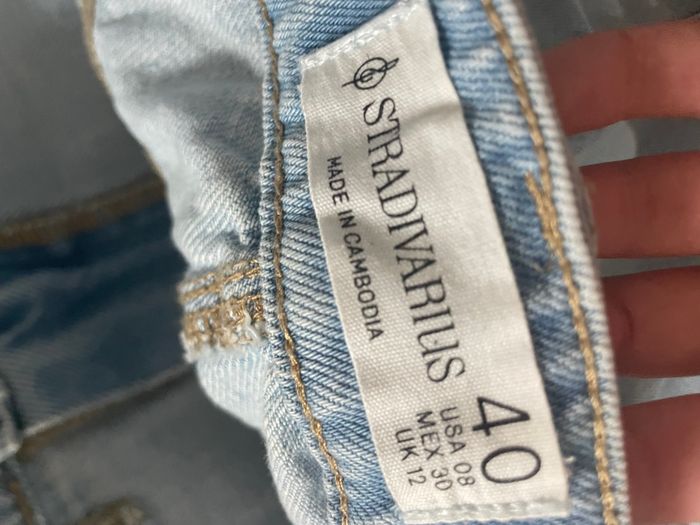 STRADIVARIUS
MADE IN CAMBODIA
40
USA 08
MEX 30
UK 12